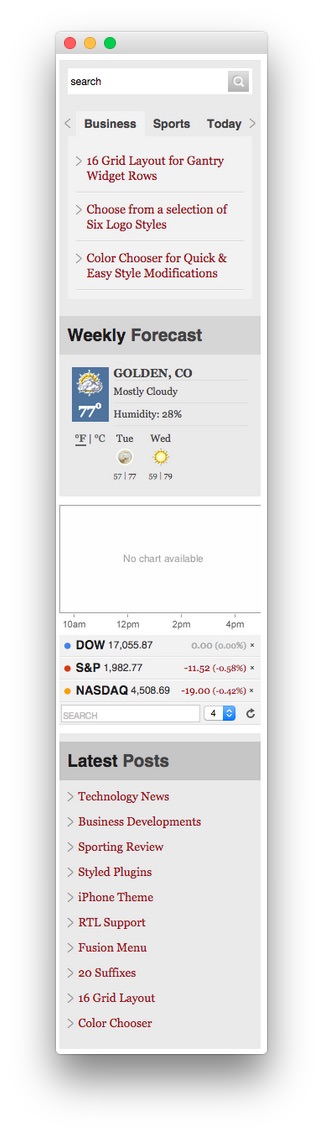 search
Business Sports Today
16 Grid Layout for Gantry
Widget Rows
Choose from a selection of
Six Logo Styles
Color Chooser for Quick &
Easy Style Modifications
Weekly Forecast
GOLDEN, CO
Mostly Cloudy
77°
Humidity: 28%
°F | °C Tue Wed
57 | 77 59 | 79
No chart available
10am 12pm 2pm 4pm
DOW 17,055.87 0.00 (0.00%) ×
S&P 1,982.77 -11.52 (-0.58%) ×
NASDAQ 4,508.69 -19.00 (-0.42%) ×
SEARCH 4
Latest Posts
Technology News
Business Developments
Sporting Review
Styled Plugins
iPhone Theme
RTL Support
Fusion Menu
20 Suffixes
16 Grid Layout
Color Chooser